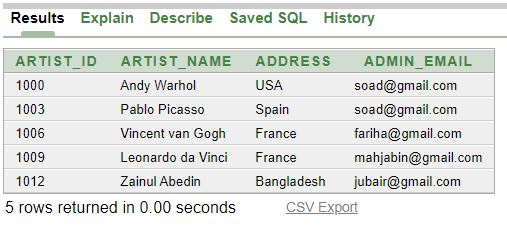 Results Explain Describe Saved SQL History
ARTIST_ID ARTIST_NAME ADDRESS ADMIN_EMAIL
1000 Andy Warhol USA soad@gmail.com
1003 Pablo Picasso Spain soad@gmail.com
1006 Vincent van Gogh France fariha@gmail.com
1009 Leonardo da Vinci France mahjabin@gmail.com
1012 Zainul Abedin Bangladesh jubair@gmail.com
5 rows returned in 0.00 seconds CSV Export